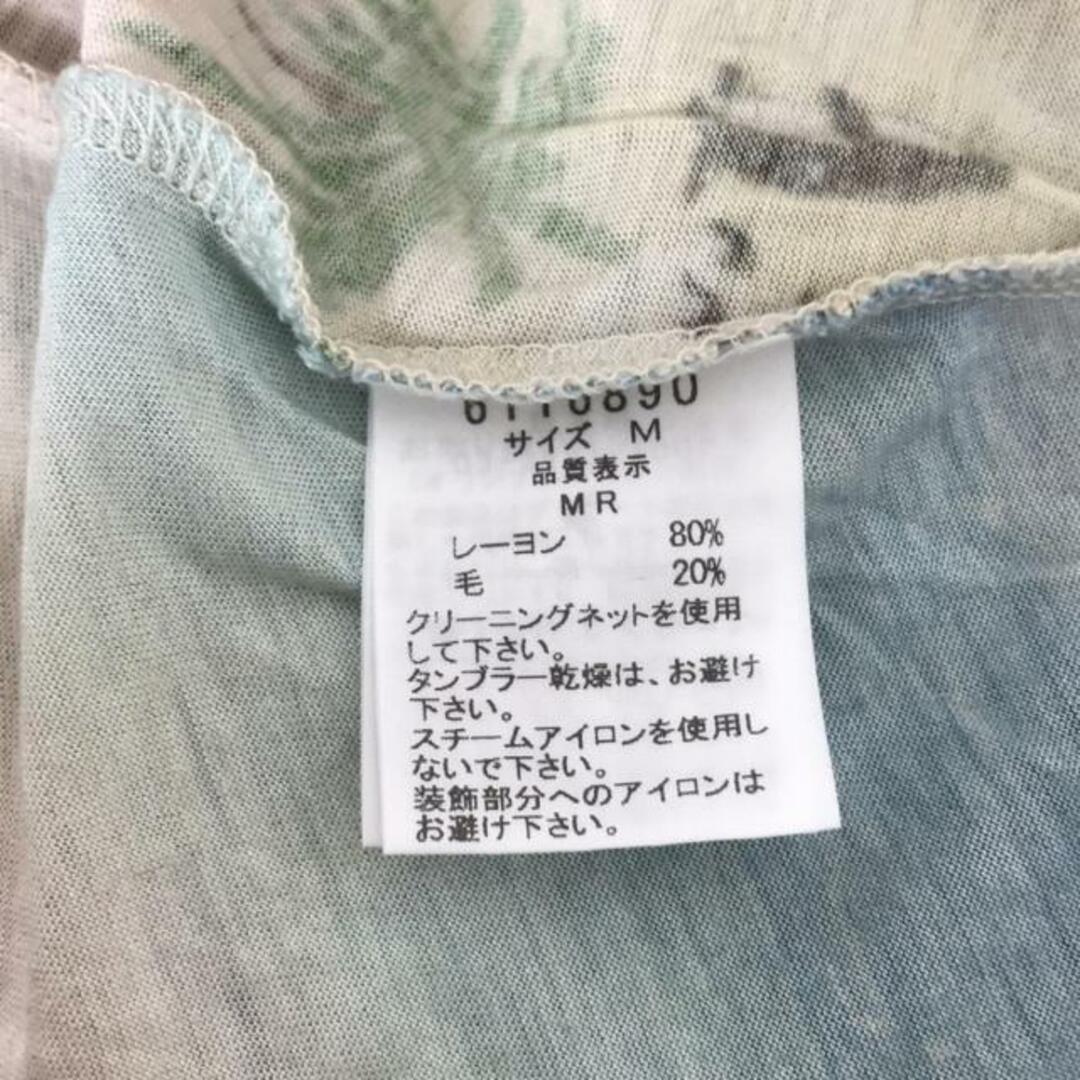 6116890
サイズ M
品質表示
MR
レーヨン 80%
毛 20%
クリーニングネットを使用
して下さい。
タンブラー乾燥は、お避け
下さい。
スチームアイロンを使用し
ないで下さい。
装飾部分へのアイロンは
お避け下さい。